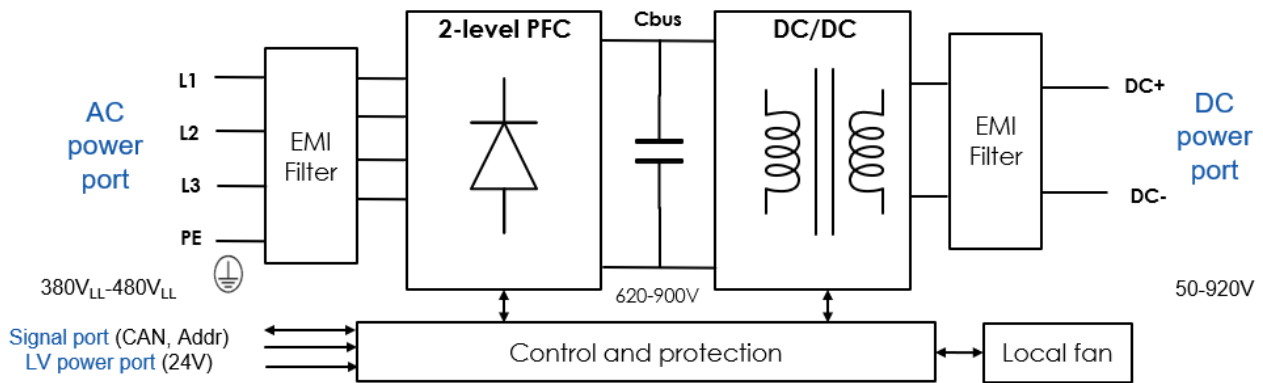 2-level PFC
Cbus
DC/DC
L1
L2
L3
PE
AC
power
port
EMI
Filter
EMI
Filter
DC+
DC-
DC
power
port
380VLL-480VLL
620-900V
50-920V
Signal port (CAN, Addr)
LV power port (24V)
Control and protection
Local fan